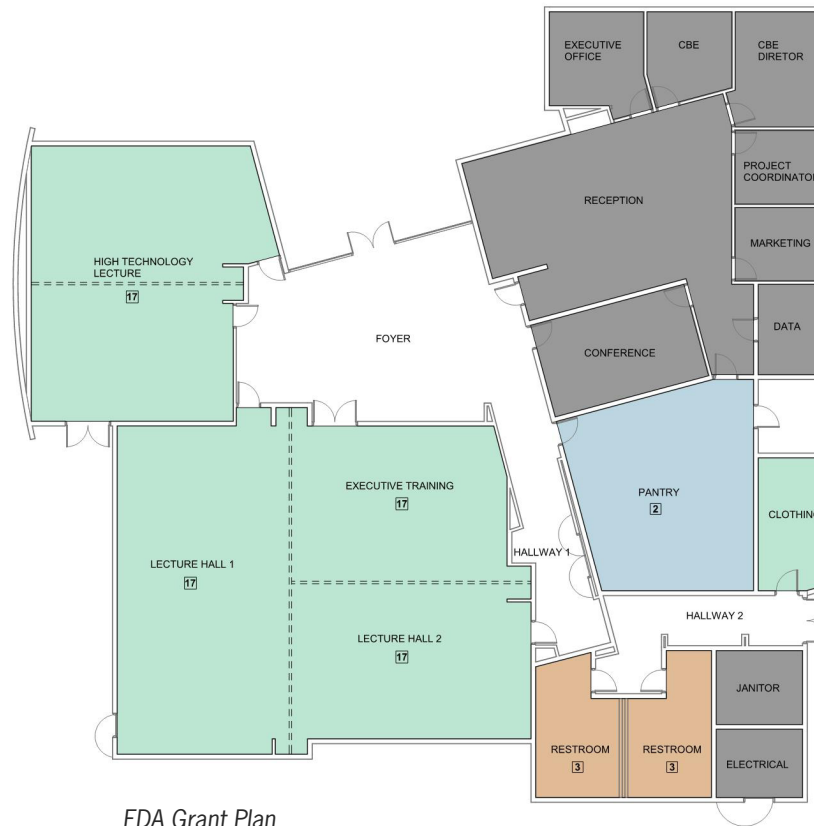 EXECUTIVE
OFFICE
CBE
CBE
DIRETOR
PROJECT
COORDINATOR
RECEPTION
MARKETING
HIGH TECHNOLOGY
LECTURE
17
FOYER
DATA
CONFERENCE
EXECUTIVE TRAINING
17
PANTRY
2
CLOTHING
HALLWAY 1
LECTURE HALL 1
17
HALLWAY 2
LECTURE HALL 2
17
JANITOR
RESTROOM
3
RESTROOM
3
ELECTRICAL
EDA Grant Plan